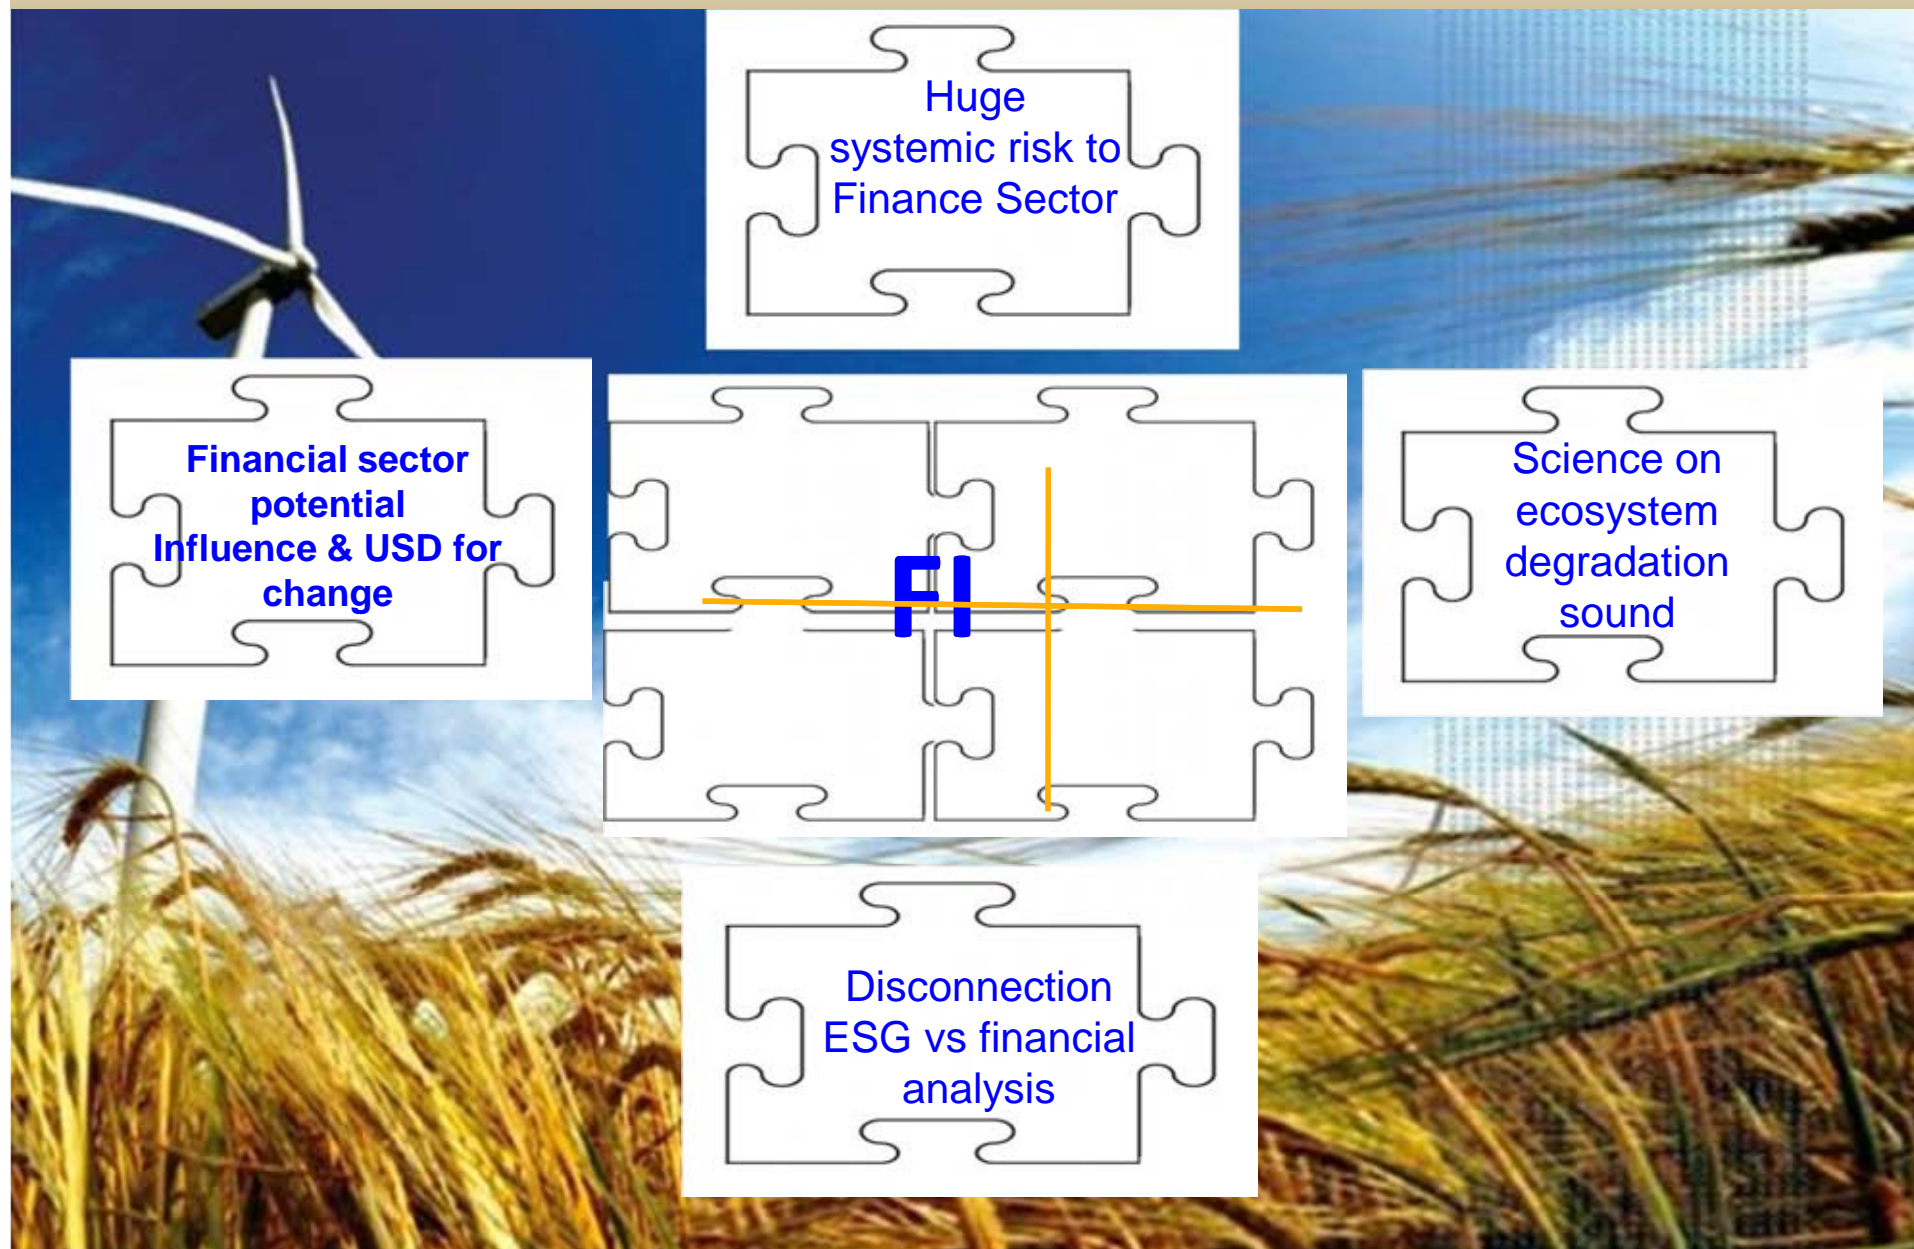 Huge
systemic risk to
Finance Sector
Financial sector
potential
Influence & USD for
change
FI
Science on
ecosystem
degradation
sound
Disconnection
ESG vs financial
analysis